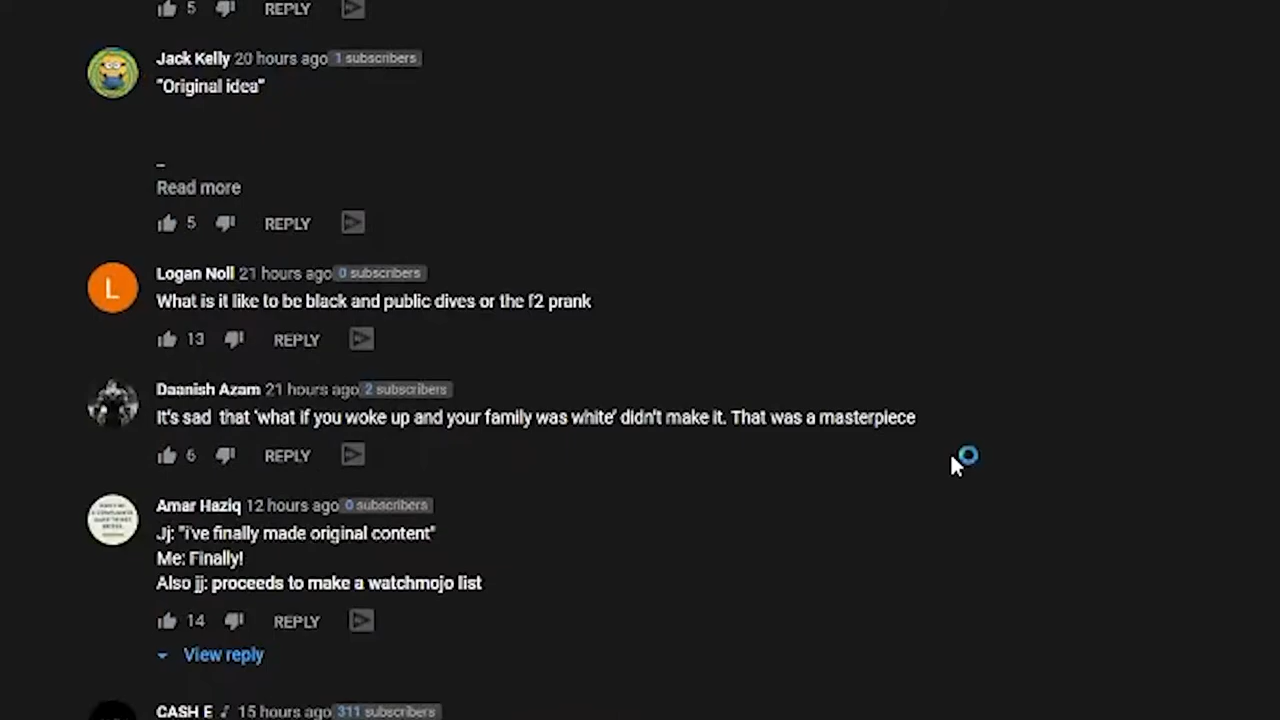 5 REPLY
Jack Kelly 20 hours ago 1 subscribers
"Original idea"
_
Read more
5 REPLY
L
Logan Noll 21 hours ago 0 subscribers
What is it like to be black and public dives or the f2 prank
13 REPLY
Daanish Azam 21 hours ago 2 subscribers
It's sad that 'what if you woke up and your family was white' didn't make it. That was a masterpiece
6 REPLY
Amar Haziq 12 hours ago 0 subscribers
Jj: "i've finally made original content"
Me: Finally!
Also jj: proceeds to make a watchmojo list
14 REPLY
View reply
CASH E ♪ 15 hours ago 311 subscribers